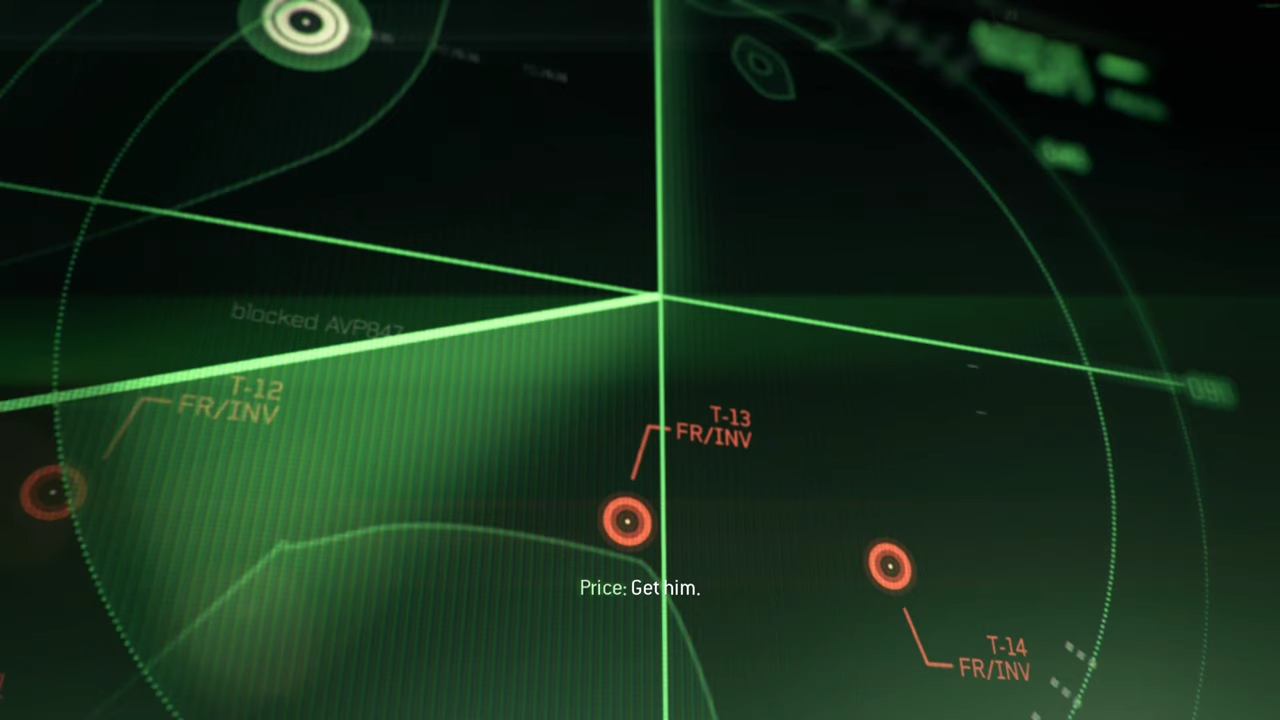 blocked AVP847
T-12
FR/INV
T-13
FR/INV
Price: Get him.
T-14
FR/INV